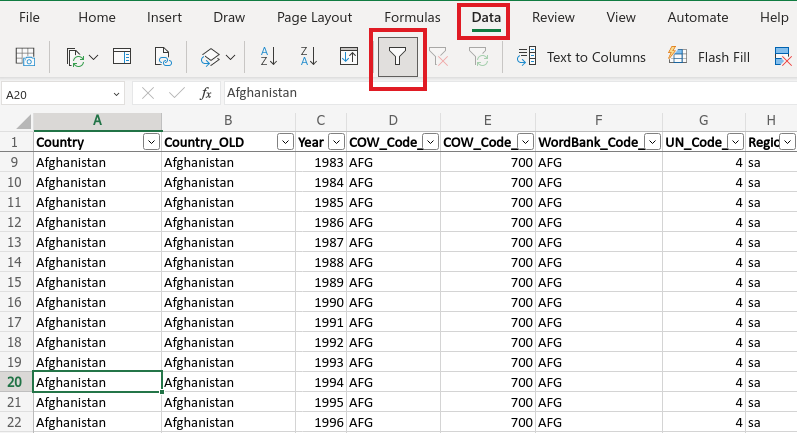 File Home Insert Draw Page Layout Formulas Data Review View Automate Help
A Z Z A Text to Columns Flash Fill
A20 fx Afghanistan
A B C D E F G H
1 Country Country_OLD Year COW_Code_ COW_Code_ WordBank_Code_ UN_Code_ Regio
9 Afghanistan Afghanistan 1983 AFG 700 AFG 4 sa
10 Afghanistan Afghanistan 1984 AFG 700 AFG 4 sa
11 Afghanistan Afghanistan 1985 AFG 700 AFG 4 sa
12 Afghanistan Afghanistan 1986 AFG 700 AFG 4 sa
13 Afghanistan Afghanistan 1987 AFG 700 AFG 4 sa
14 Afghanistan Afghanistan 1988 AFG 700 AFG 4 sa
15 Afghanistan Afghanistan 1989 AFG 700 AFG 4 sa
16 Afghanistan Afghanistan 1990 AFG 700 AFG 4 sa
17 Afghanistan Afghanistan 1991 AFG 700 AFG 4 sa
18 Afghanistan Afghanistan 1992 AFG 700 AFG 4 sa
19 Afghanistan Afghanistan 1993 AFG 700 AFG 4 sa
20 Afghanistan Afghanistan 1994 AFG 700 AFG 4 sa
21 Afghanistan Afghanistan 1995 AFG 700 AFG 4 sa
22 Afghanistan Afghanistan 1996 AFG 700 AFG 4 sa